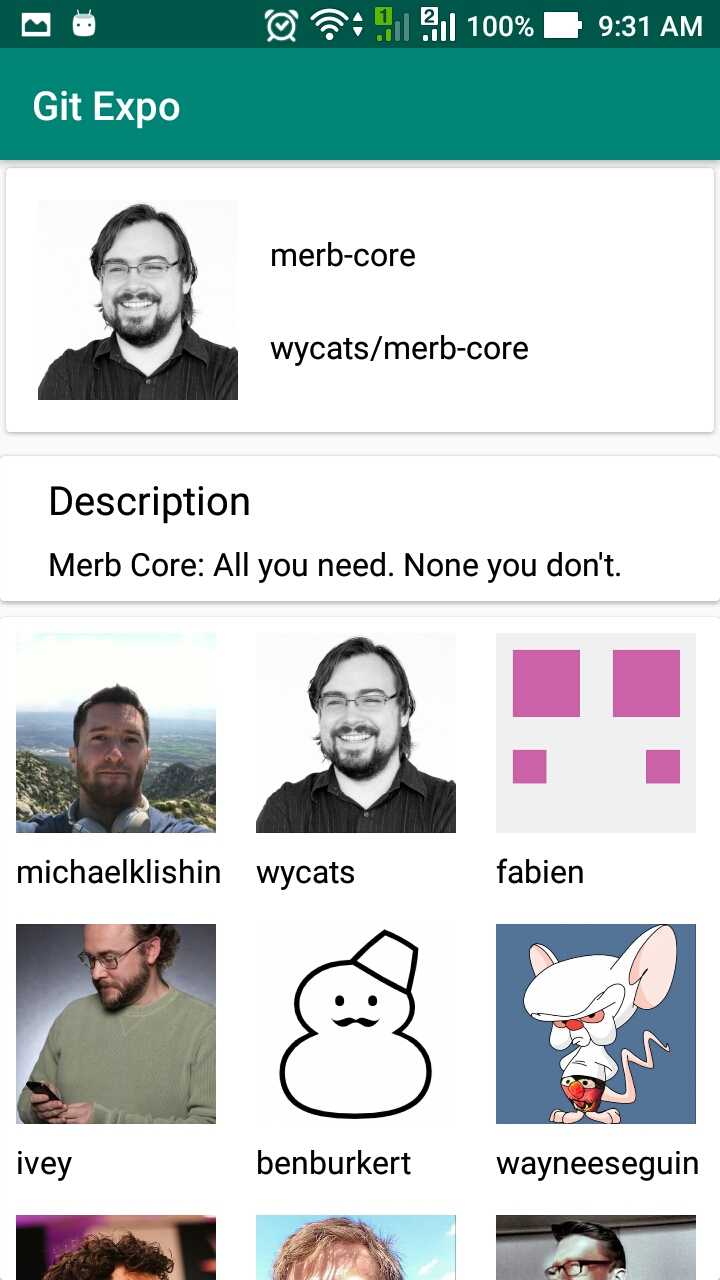 1 2 100% 9:31 AM
Git Expo
merb-core
wycats/merb-core
Description
Merb Core: All you need. None you don't.
michaelklishin wycats fabien
ivey benburkert wayneeseguin